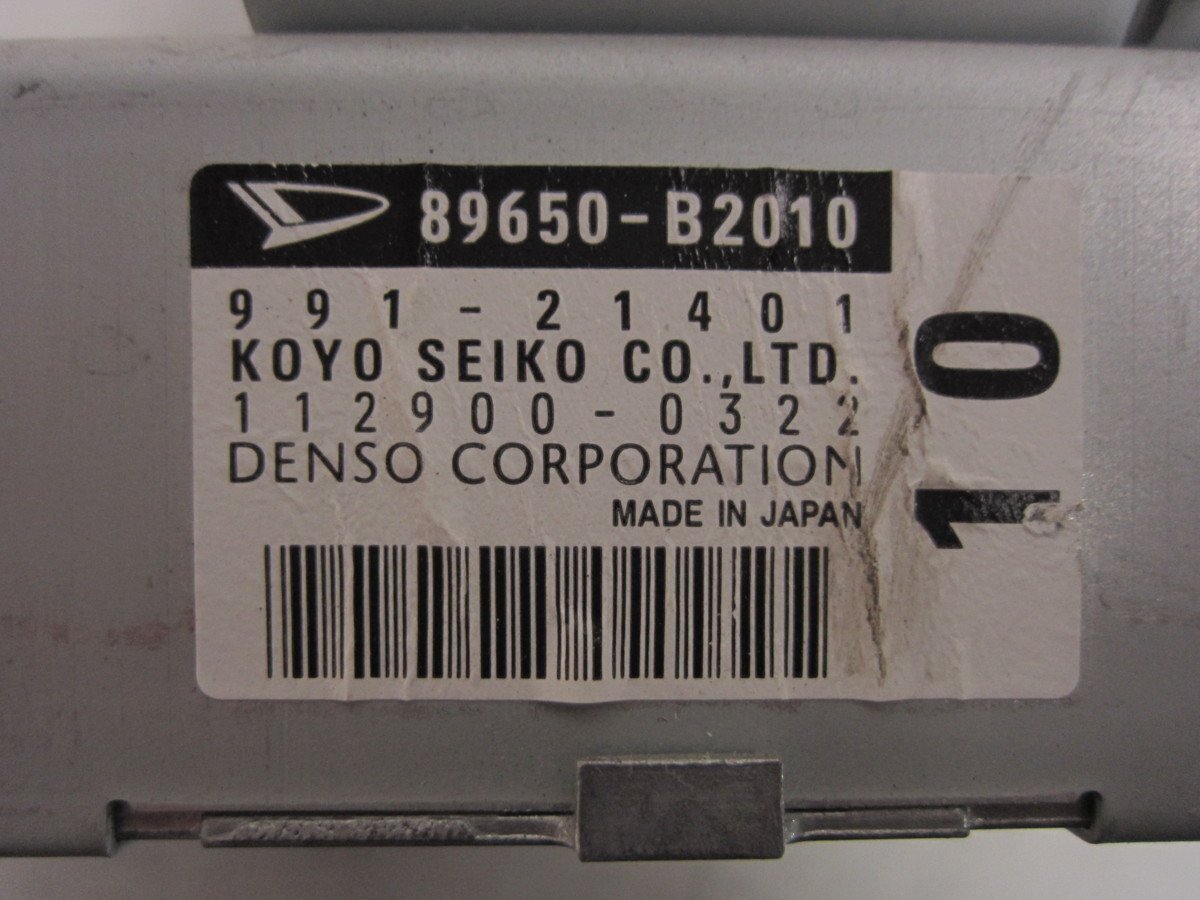 89650-B2010
991-21401
KOYO SEIKO CO.,LTD.
112900-0322
DENSO CORPORATION
MADE IN JAPAN
10